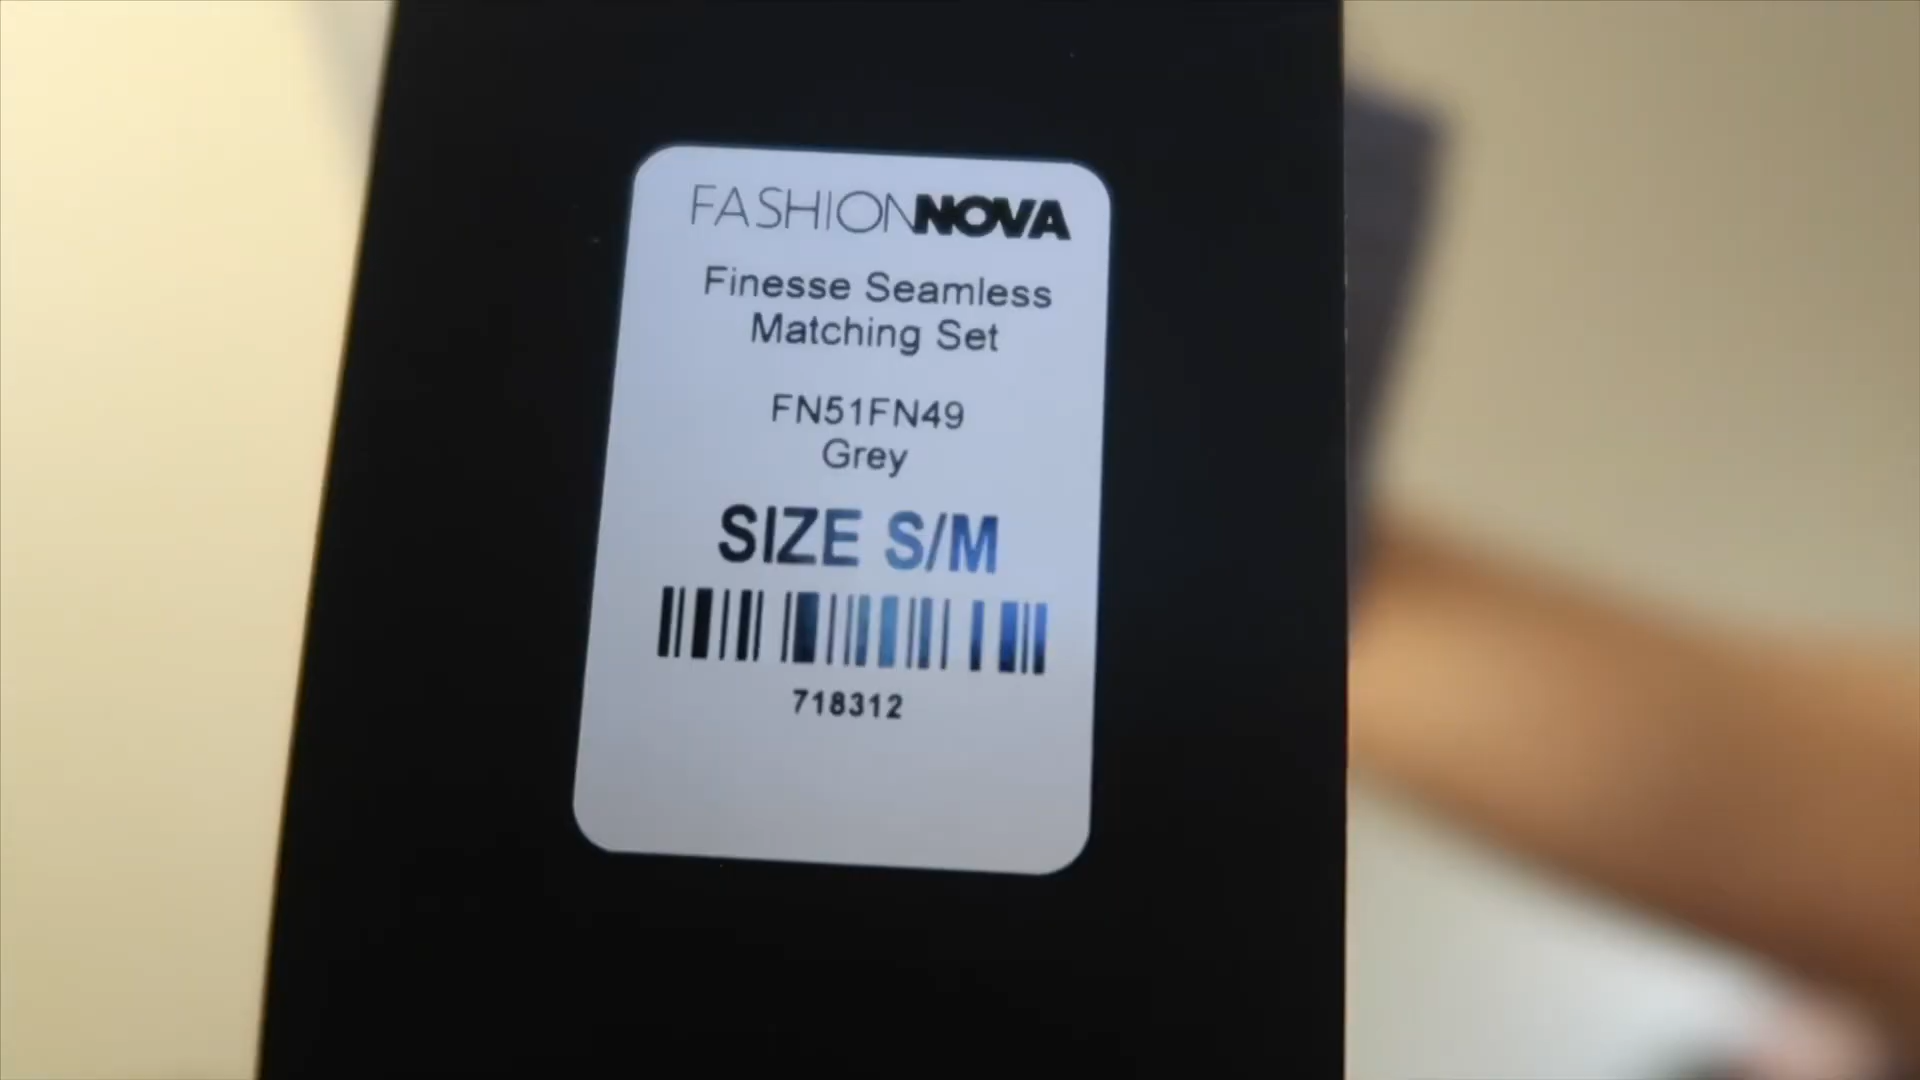 FASHIONNOVA
Finesse Seamless
Matching Set
FN51FN49
Grey
SIZE S/M
718312